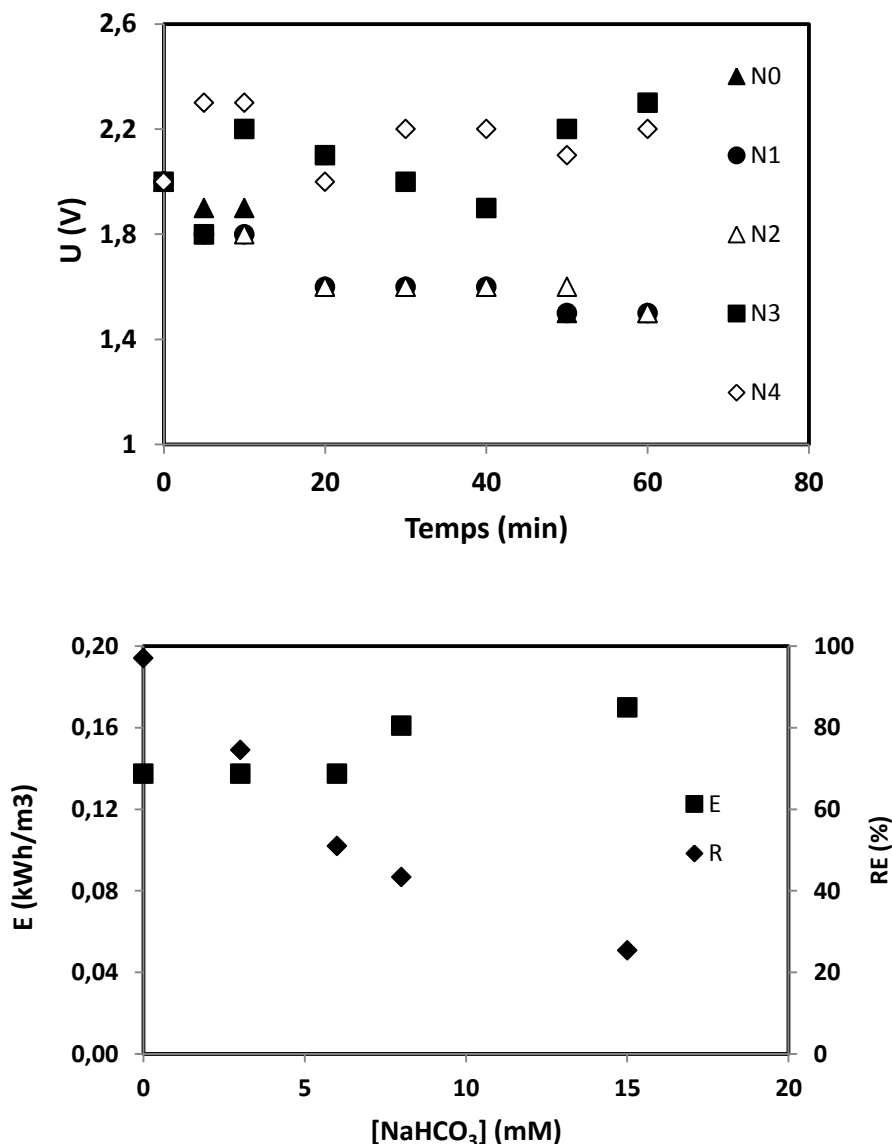 2,6
2,2
1,8
1,4
1
U (V)
0
20
40
60
80
Temps (min)
N0
N1
N2
N3
N4
0,20
0,16
0,12
0,08
0,04
0,00
E (kWh/m3)
100
80
60
40
20
0
RE (%)
E
R
0
5
10
15
20
[NaHCO₃] (mM)